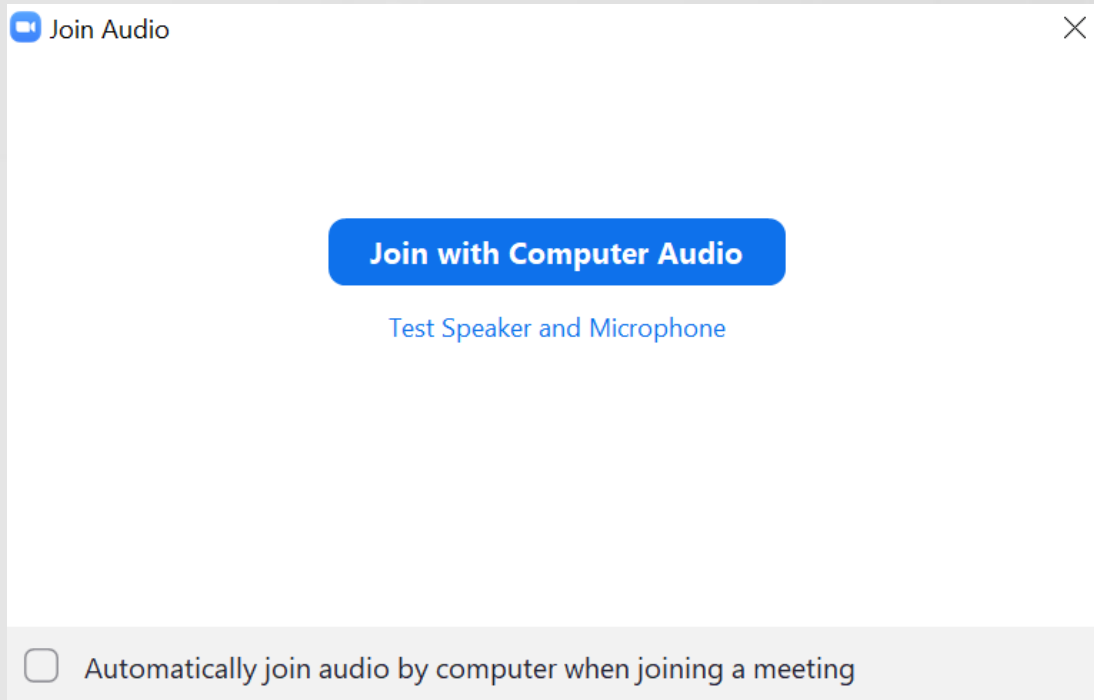 Join Audio
Join with Computer Audio
Test Speaker and Microphone
Automatically join audio by computer when joining a meeting